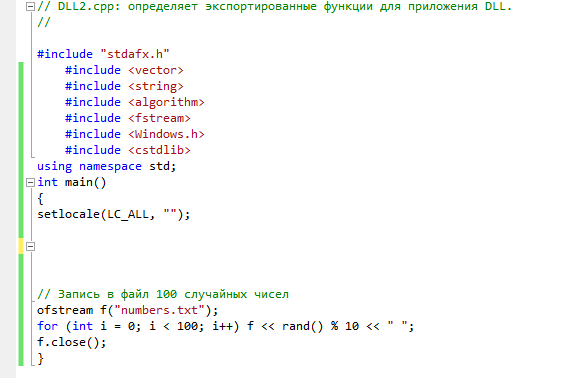 // DLL2.cpp: определяет экспортированные функции для приложения DLL.
//
#include "stdafx.h"
#include <vector>
#include <string>
#include <algorithm>
#include <fstream>
#include <Windows.h>
#include <cstdlib>
using namespace std;
int main()
{
setlocale(LC_ALL, "");
// Запись в файл 100 случайных чисел
ofstream f("numbers.txt");
for (int i = 0; i < 100; i++) f << rand() % 10 << " ";
f.close();
}